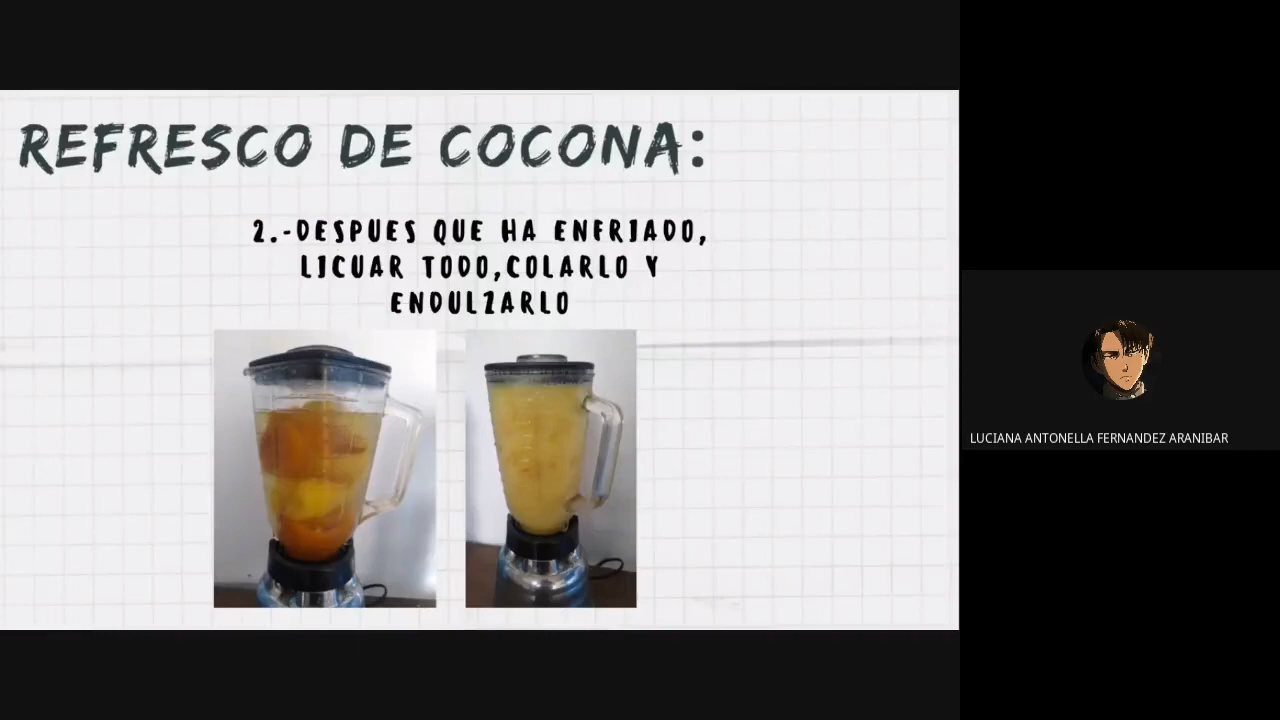 REFRESCO DE COCONA:
2.-DESPUES QUE HA ENFRIADO,
LICUAR TODO,COLARLO Y
ENDULZARLO
LUCIANA ANTONELLA FERNANDEZ ARANIBAR